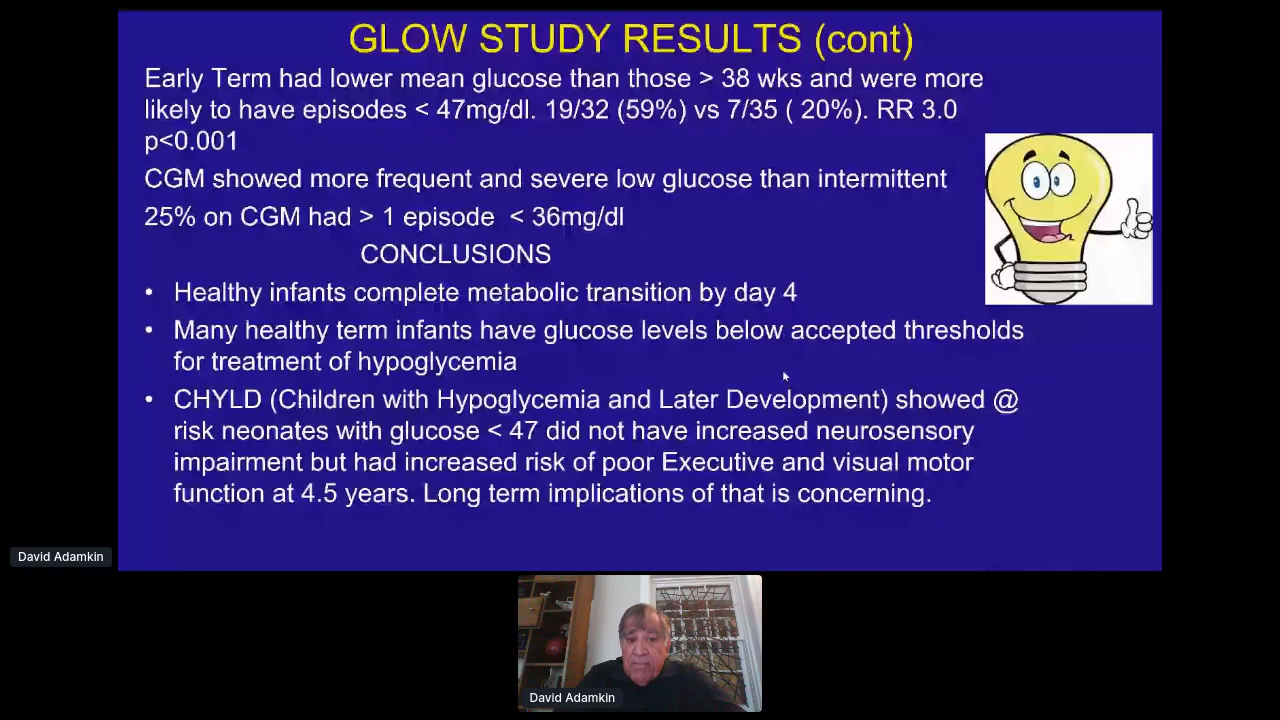 GLOW STUDY RESULTS (cont)
Early Term had lower mean glucose than those > 38 wks and were more
likely to have episodes < 47mg/dl. 19/32 (59%) vs 7/35 ( 20%). RR 3.0
p<0.001
CGM showed more frequent and severe low glucose than intermittent
25% on CGM had > 1 episode < 36mg/dl
CONCLUSIONS
• Healthy infants complete metabolic transition by day 4
• Many healthy term infants have glucose levels below accepted thresholds
for treatment of hypoglycemia
• CHYLD (Children with Hypoglycemia and Later Development) showed @
risk neonates with glucose < 47 did not have increased neurosensory
impairment but had increased risk of poor Executive and visual motor
function at 4.5 years. Long term implications of that is concerning.
David Adamkin
David Adamkin